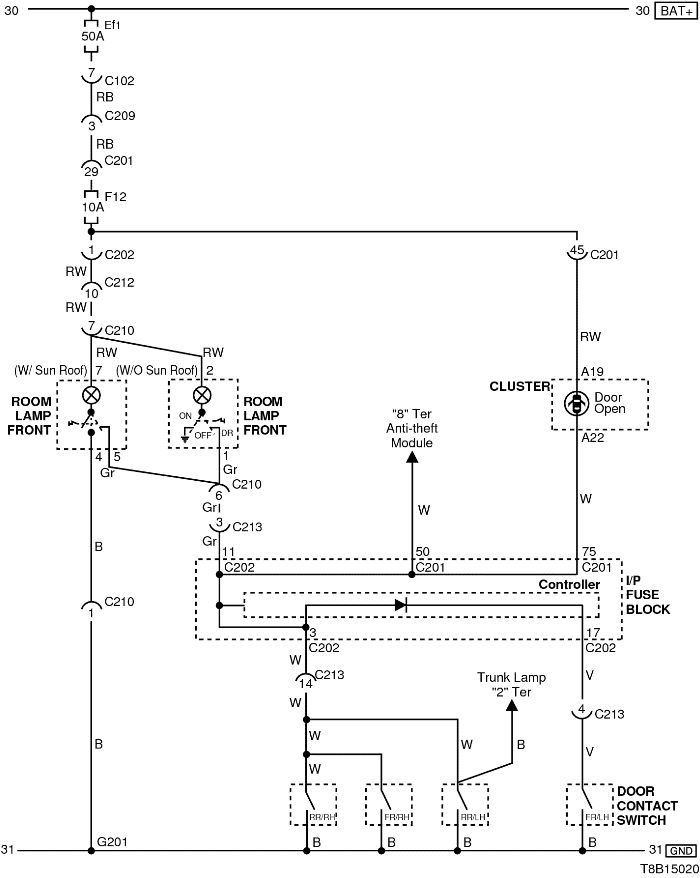 30
30 BAT+
Ef1
50A
7 C102
RB
C209
3
RB
C201
29
F12
10A
1 C202
45 C201
RW
C212
10
RW
7 C210
RW
RW
RW
(W/ Sun Roof) 7
(W/O Sun Roof) 2
A19
ROOM
LAMP
FRONT
ON
OFF
DR
ROOM
LAMP
FRONT
CLUSTER
Door
Open
"8" Ter
Anti-theft
Module
A22
4
5
1
Gr
Gr
C210
6
Gr
W
W
3 C213
B
Gr
11
C202
50
C201
75
C201
I/P
FUSE
BLOCK
Controller
C210
1
3
C202
17
C202
W
C213
14
W
Trunk Lamp
"2" Ter
V
4 C213
B
W
W
B
V
W
RR/RH
FR/RH
RR/LH
FR/LH
DOOR
CONTACT
SWITCH
G201
B
B
B
B
31
31 GND
T8B15020